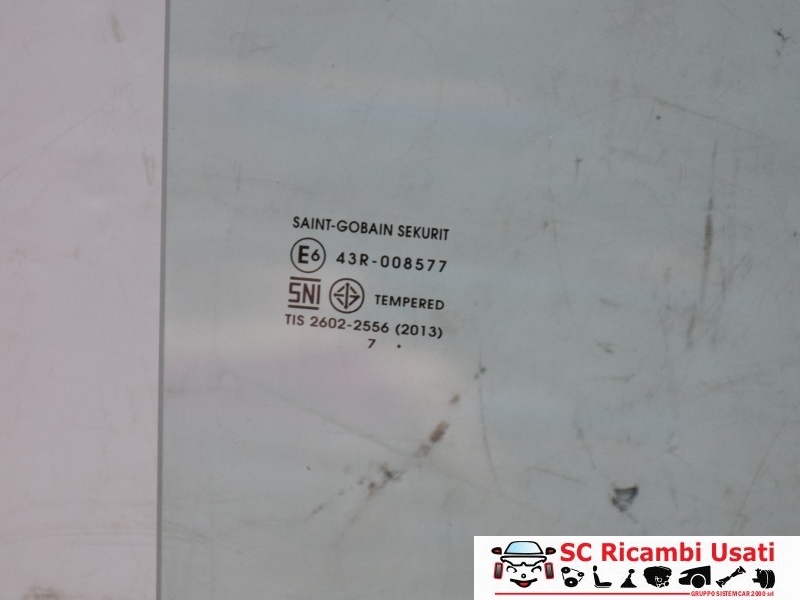 SAINT-GOBAIN SEKURIT
E6 43R-008577
SNI TEMPERED
TIS 2602-2556 (2013)
7 .
SC Ricambi Usati
GRUPPO SISTEMCAR 2000 srl